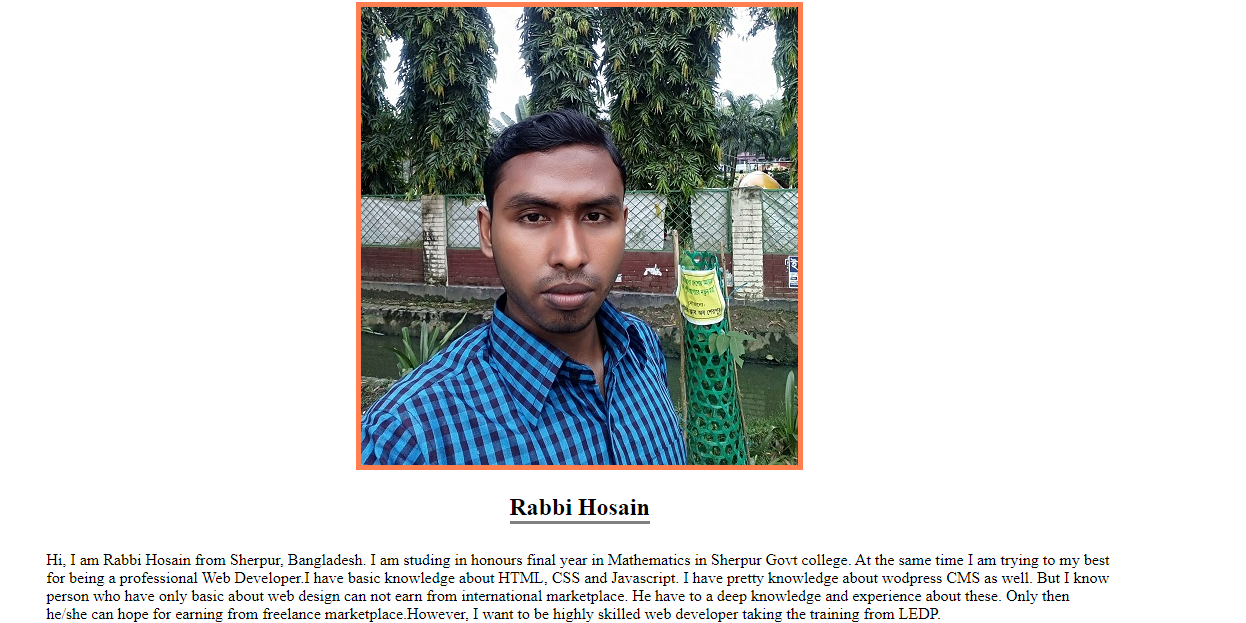 Rabbi Hosain
Hi, I am Rabbi Hosain from Sherpur, Bangladesh. I am studing in honours final year in Mathematics in Sherpur Govt college. At the same time I am trying to my best
for being a professional Web Developer.I have basic knowledge about HTML, CSS and Javascript. I have pretty knowledge about wodpress CMS as well. But I know
person who have only basic about web design can not earn from international marketplace. He have to a deep knowledge and experience about these. Only then
he/she can hope for earning from freelance marketplace.However, I want to be highly skilled web developer taking the training from LEDP.